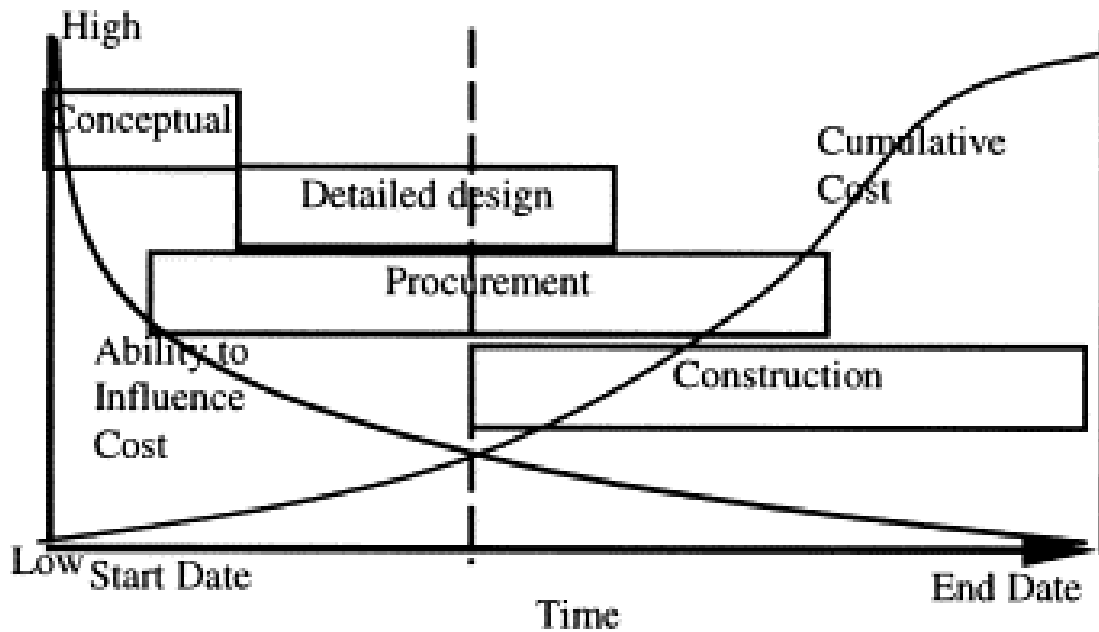 High
Conceptual
Cumulative
Cost
Detailed design
Procurement
Ability to
Influence
Cost
Construction
Low
Start Date
End Date
Time